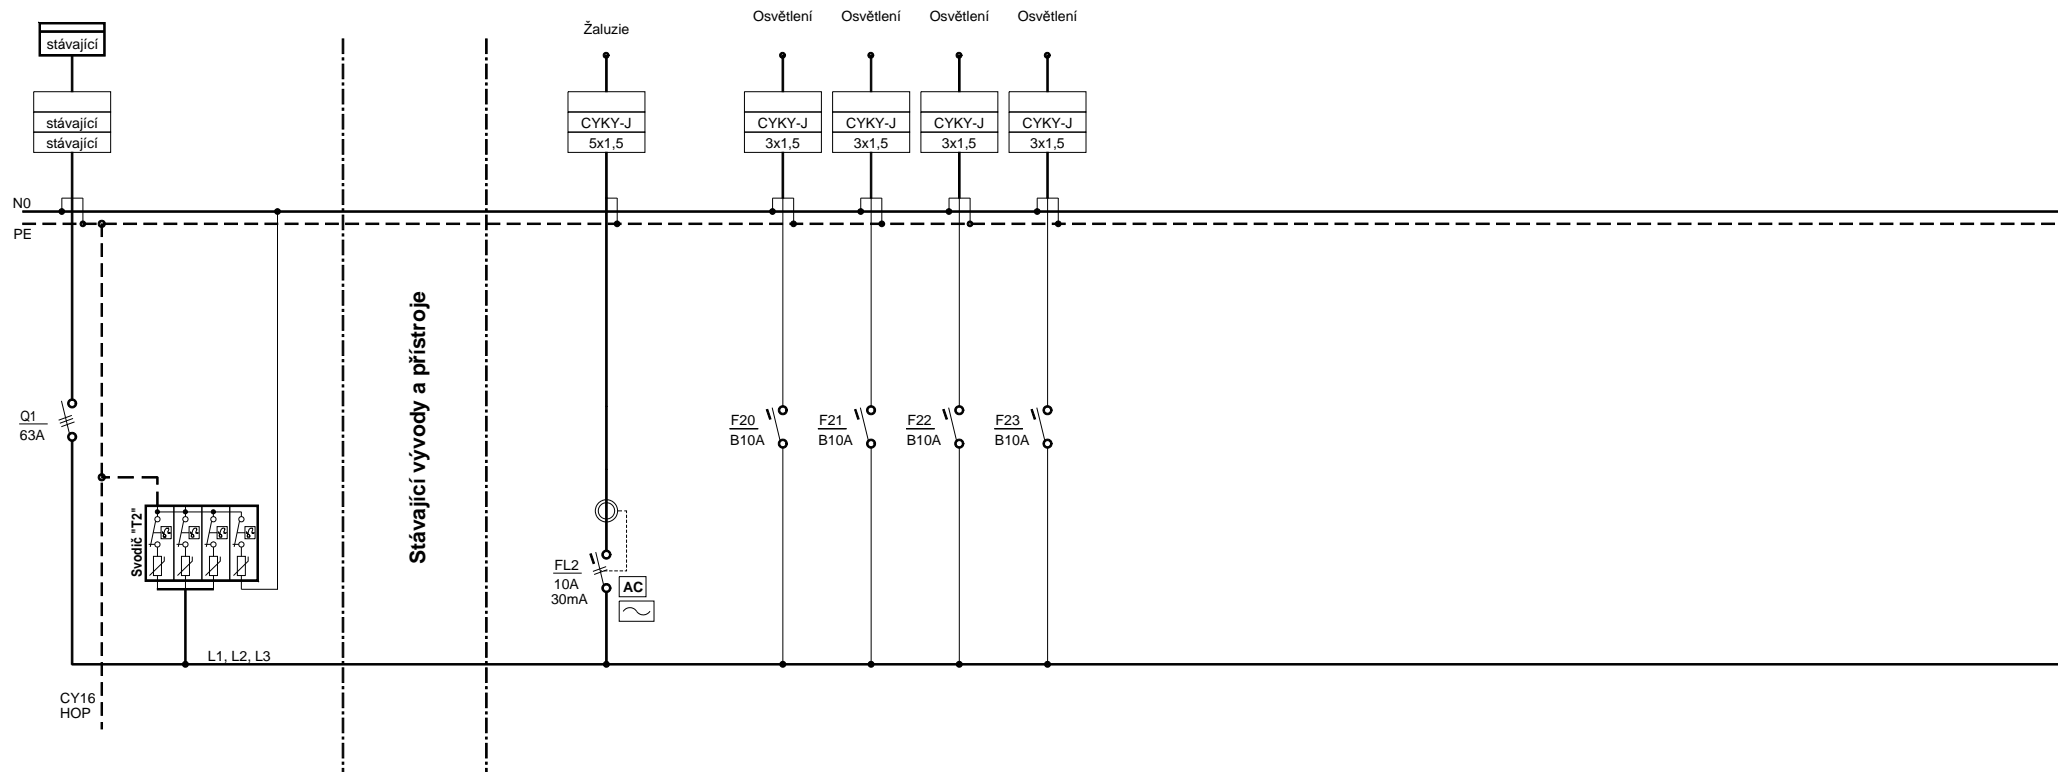 stávající
stávající
stávající
Žaluzie
CYKY-J
5x1,5
Osvětlení
CYKY-J
3x1,5
Osvětlení
CYKY-J
3x1,5
Osvětlení
CYKY-J
3x1,5
Osvětlení
CYKY-J
3x1,5
N0
PE
Q1
63A
Svodič "T2"
L1, L2, L3
CY16
HOP
Stávající vývody a přístroje
FL2
10A
30mA
AC
F20
B10A
F21
B10A
F22
B10A
F23
B10A